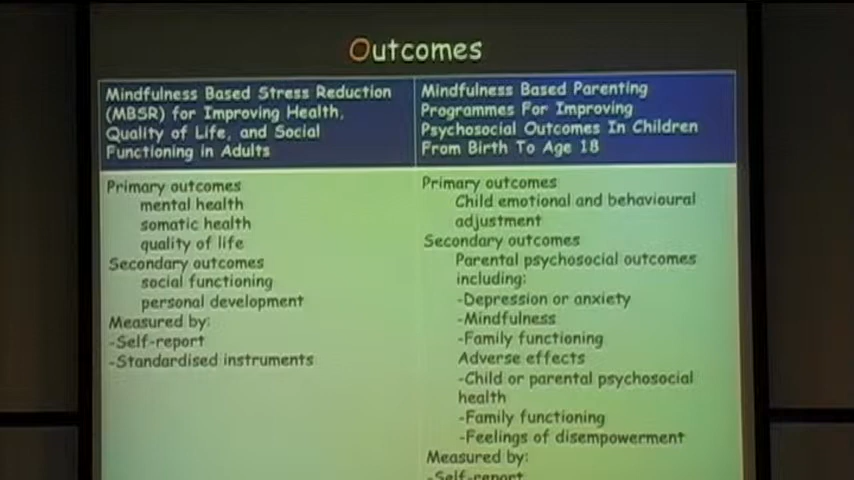 Outcomes
Mindfulness Based Stress Reduction
(MBSR) for Improving Health,
Quality of Life, and Social
Functioning in Adults
Mindfulness Based Parenting
Programmes For Improving
Psychosocial Outcomes In Children
From Birth To Age 18
Primary outcomes
mental health
somatic health
quality of life
Secondary outcomes
social functioning
personal development
Measured by:
-Self-report
-Standardised instruments
Primary outcomes
Child emotional and behavioural
adjustment
Secondary outcomes
Parental psychosocial outcomes
including:
-Depression or anxiety
-Mindfulness
-Family functioning
Adverse effects
-Child or parental psychosocial
health
-Family functioning
-Feelings of disempowerment
Measured by:
-Self-report